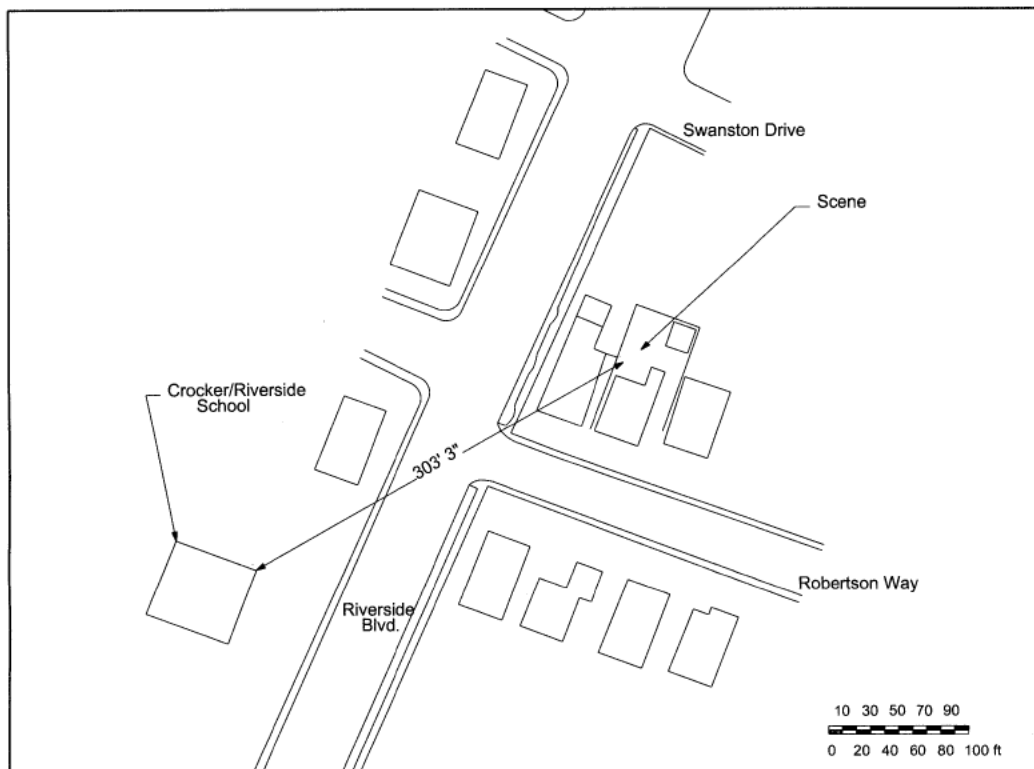 Swanston Drive
Scene
Crocker/Riverside
School
303' 3"
Riverside
Blvd.
Robertson Way
10 30 50 70 90
0 20 40 60 80 100 ft